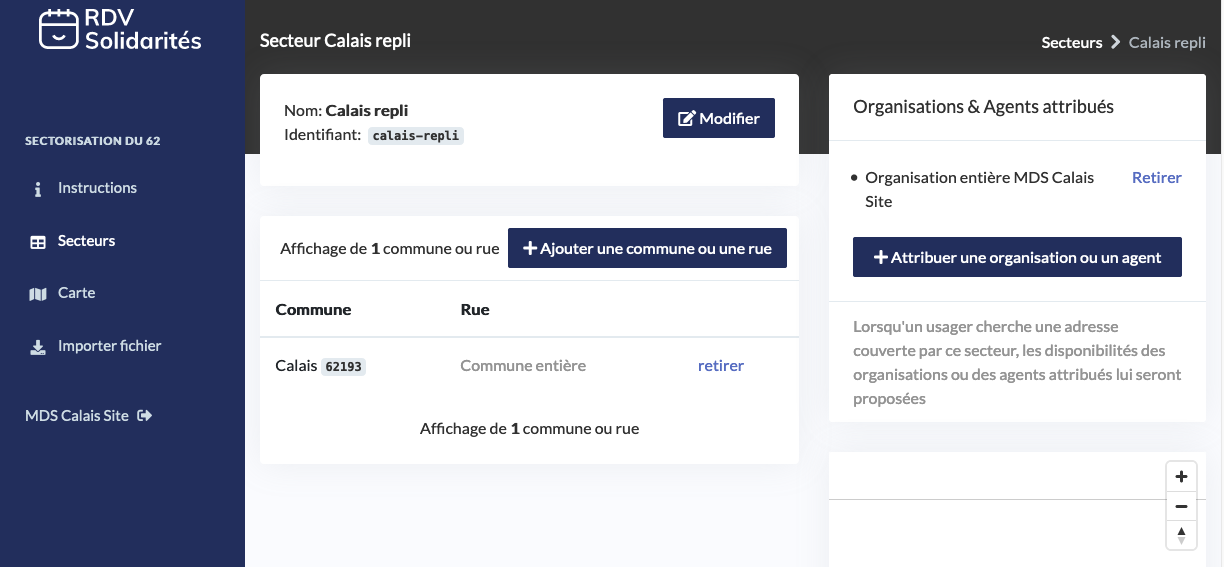 RDV
Solidarités
SECTORISATION DU 62
Instructions
Secteurs
Carte
Importer fichier
MDS Calais Site
Secteur Calais repli
Secteurs > Calais repli
Nom: Calais repli
Identifiant: calais-repli
Modifier
Affichage de 1 commune ou rue
+ Ajouter une commune ou une rue
Commune Rue
Calais 62193 Commune entière retirer
Affichage de 1 commune ou rue
Organisations & Agents attribués
• Organisation entière MDS Calais Retirer
Site
+ Attribuer une organisation ou un agent
Lorsqu'un usager cherche une adresse
couverte par ce secteur, les disponibilités des
organisations ou des agents attribués lui seront
proposées